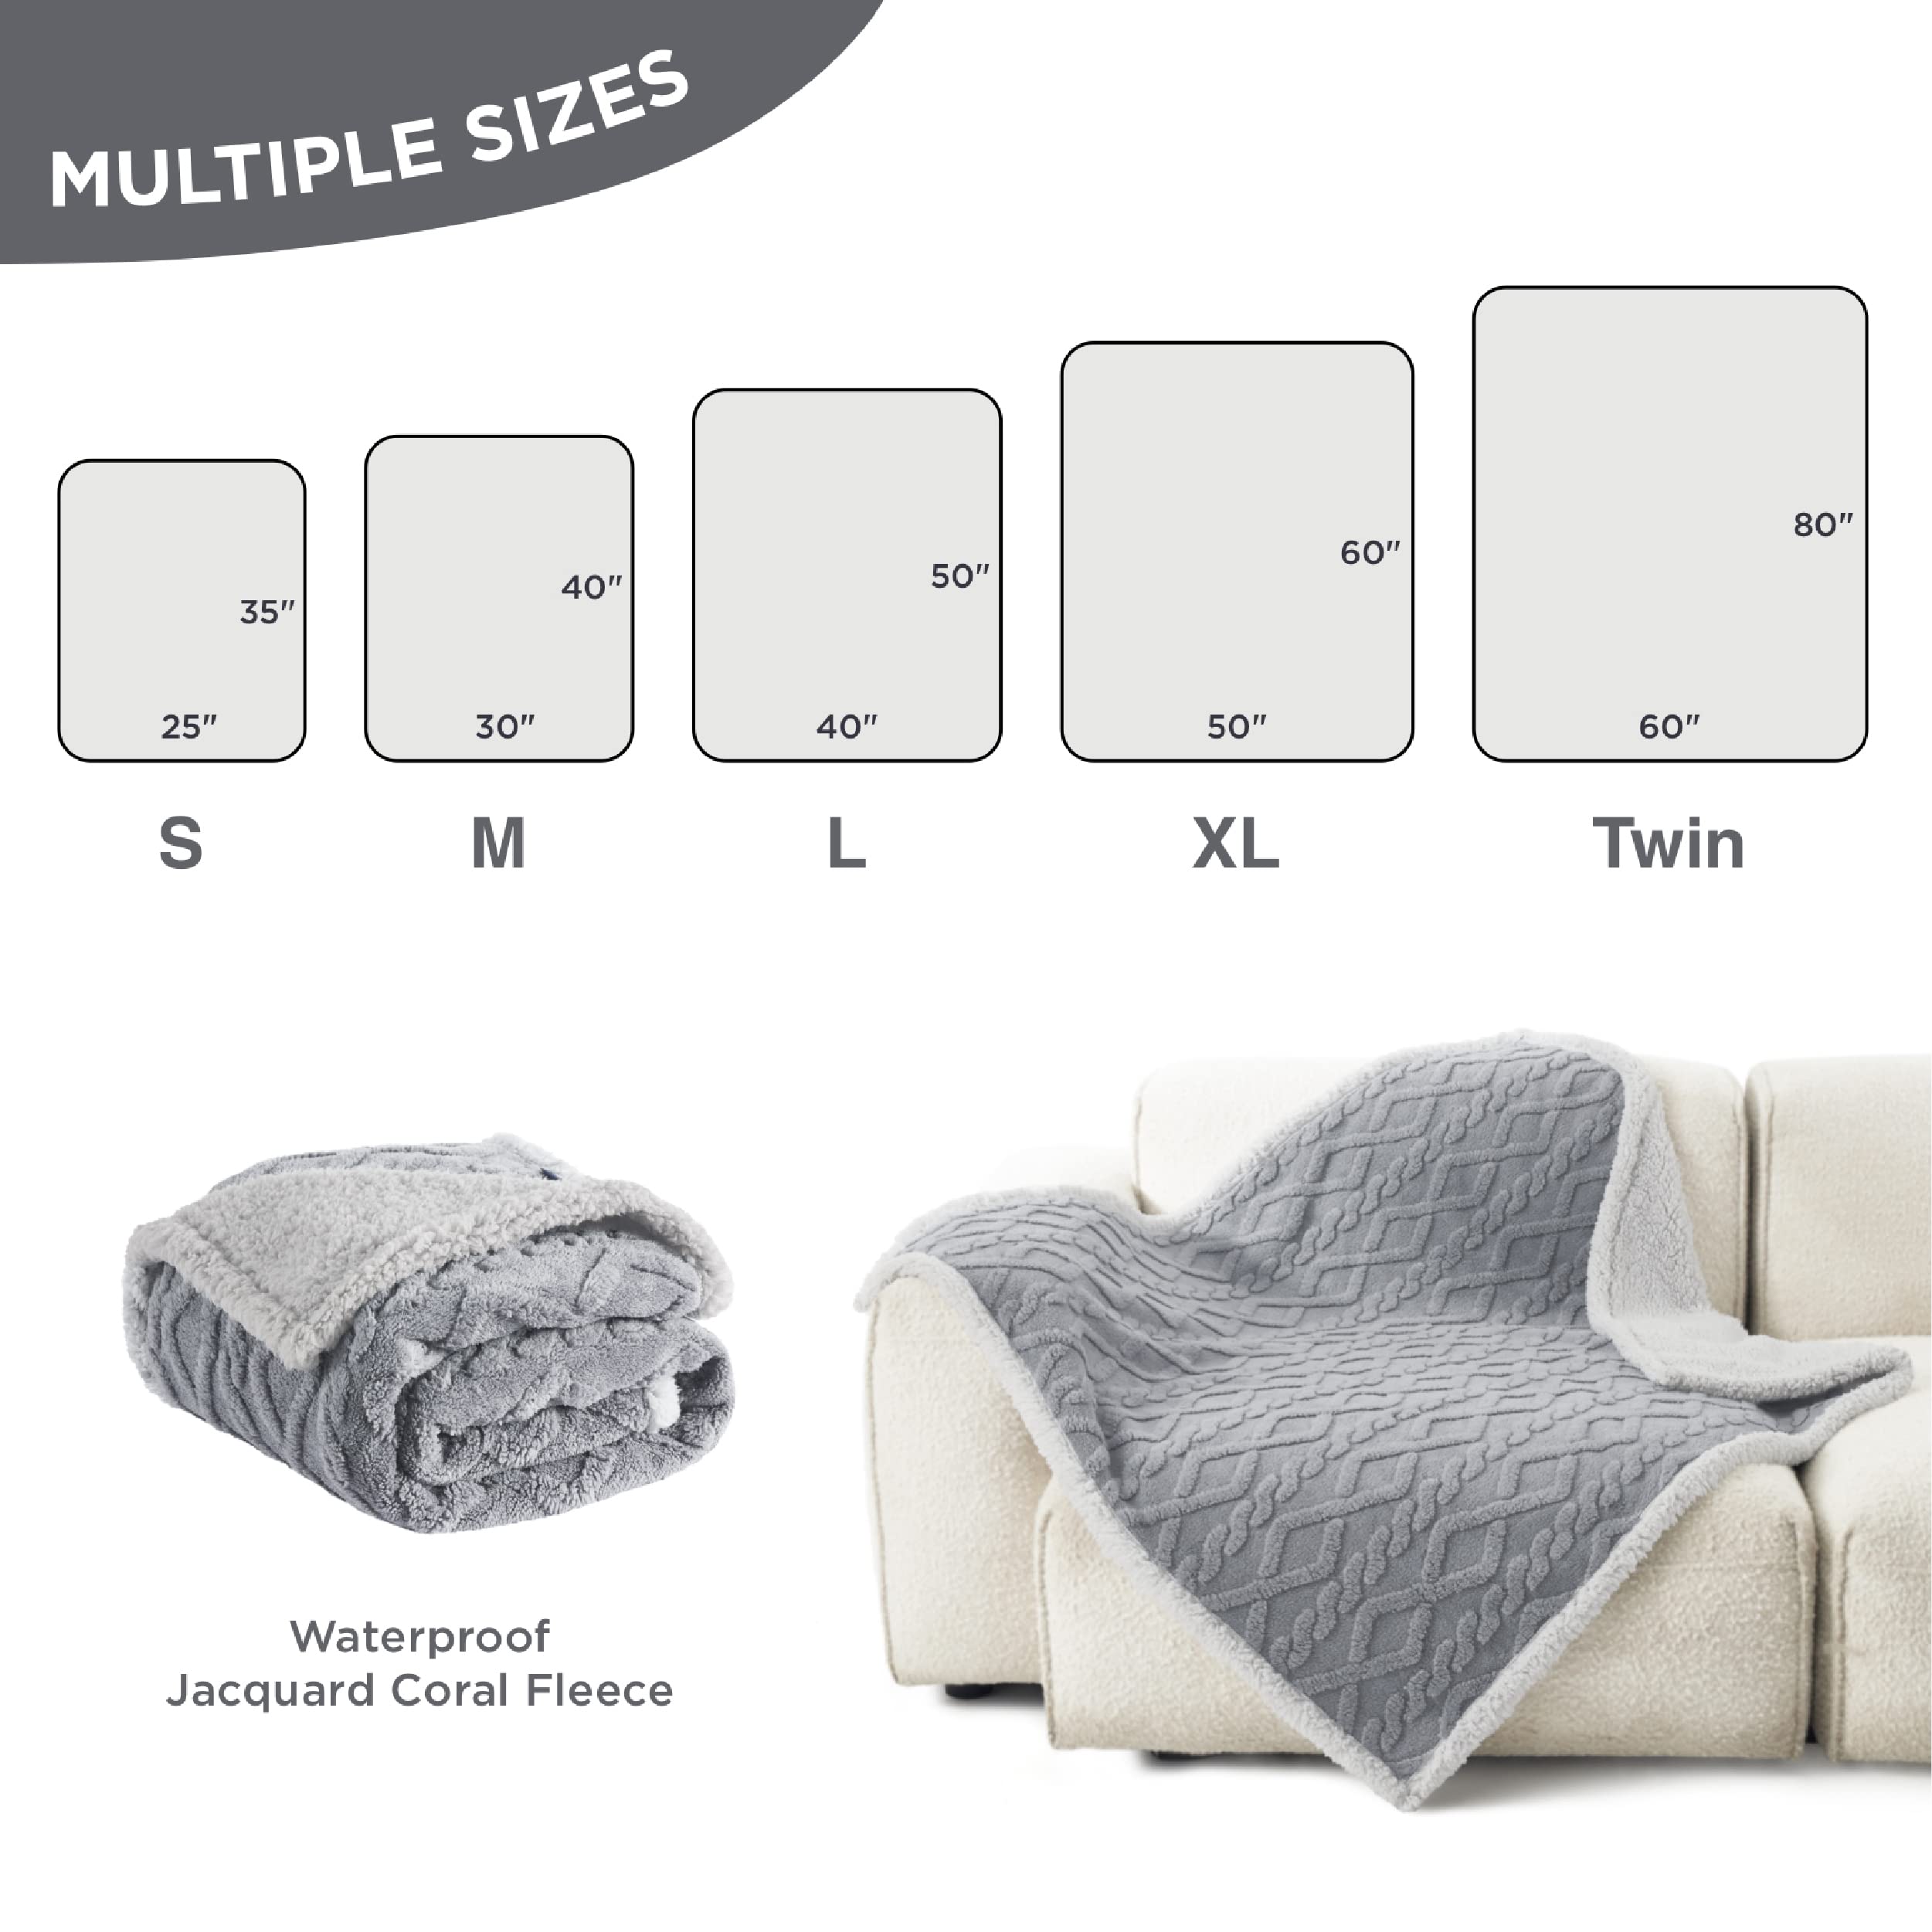 MULTIPLE SIZES
35"
25"
40"
30"
50"
40"
60"
50"
80"
60"
S
M
L
XL
Twin
Waterproof
Jacquard Coral Fleece